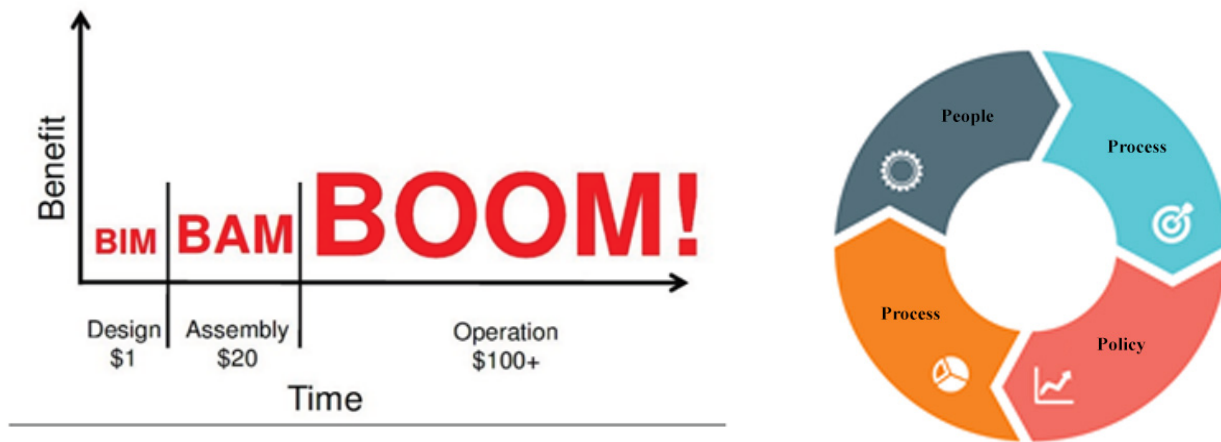 Benefit
BIM
BAM
BOOM!
Design
$1
Assembly
$20
Operation
$100+
Time
People
Process
Process
Policy